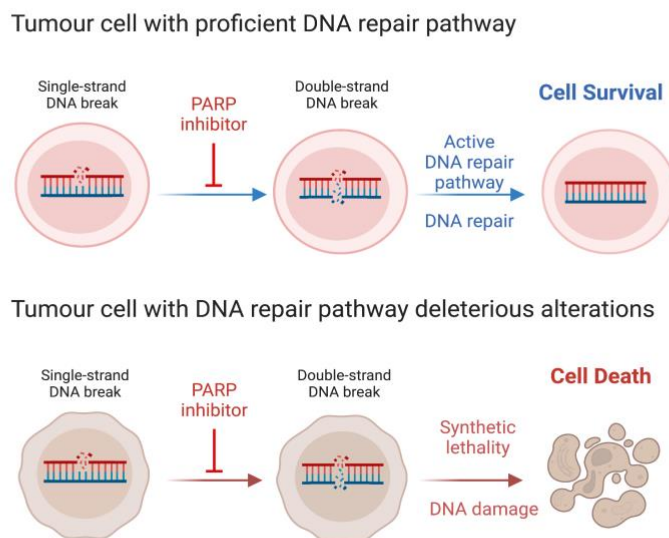 Tumour cell with proficient DNA repair pathway
Single-strand
DNA break
PARP
inhibitor
Double-strand
DNA break
Cell Survival
Active
DNA repair
pathway
DNA repair
Tumour cell with DNA repair pathway deleterious alterations
Single-strand
DNA break
PARP
inhibitor
Double-strand
DNA break
Cell Death
Synthetic
lethality
DNA damage